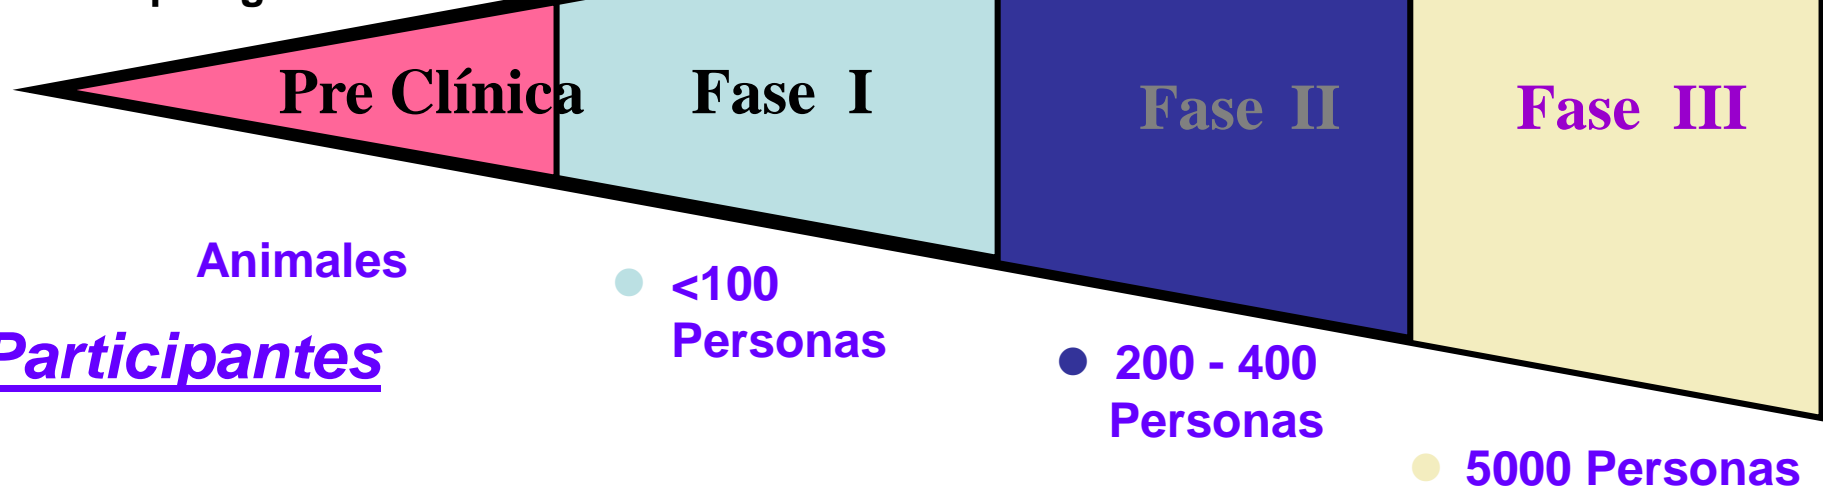 Pre Clínica
Fase I
Fase II
Fase III
Animales
<100
Personas
Participantes
200 - 400
Personas
5000 Personas